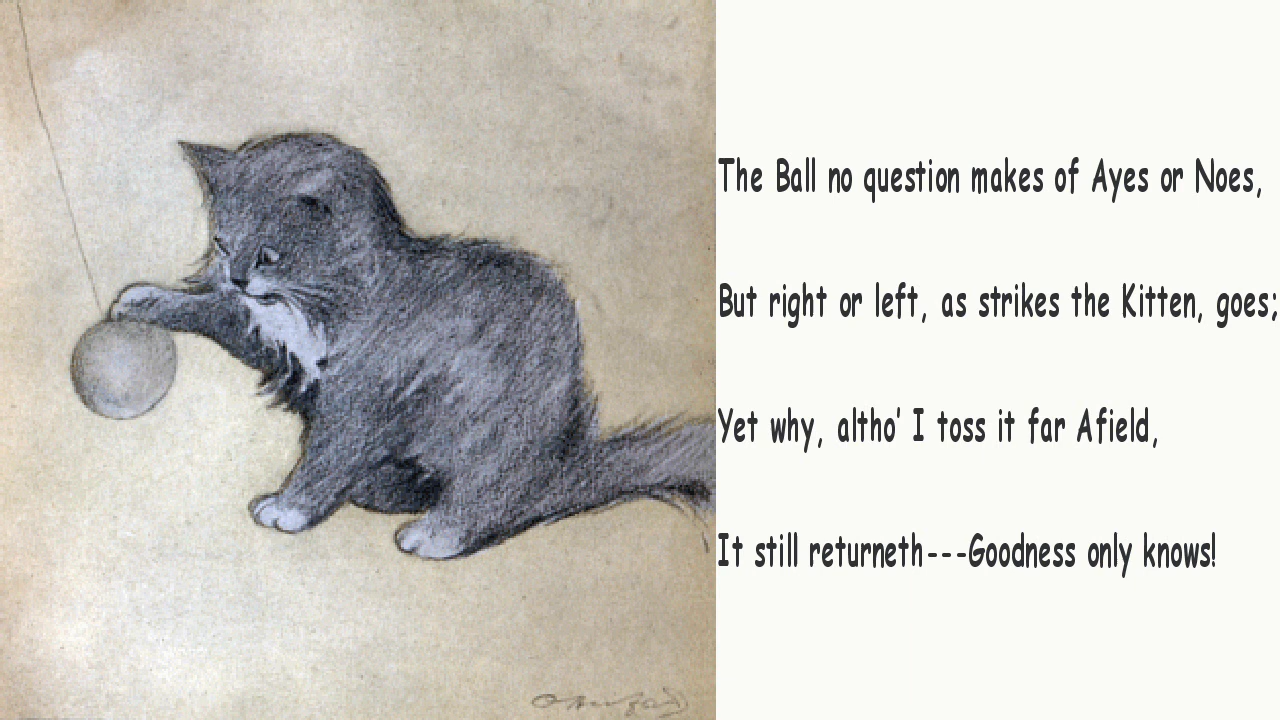 The Ball no question makes of Ayes or Noes,
But right or left, as strikes the Kitten, goes;
Yet why, altho' I toss it far Afield,
It still returneth---Goodness only knows!